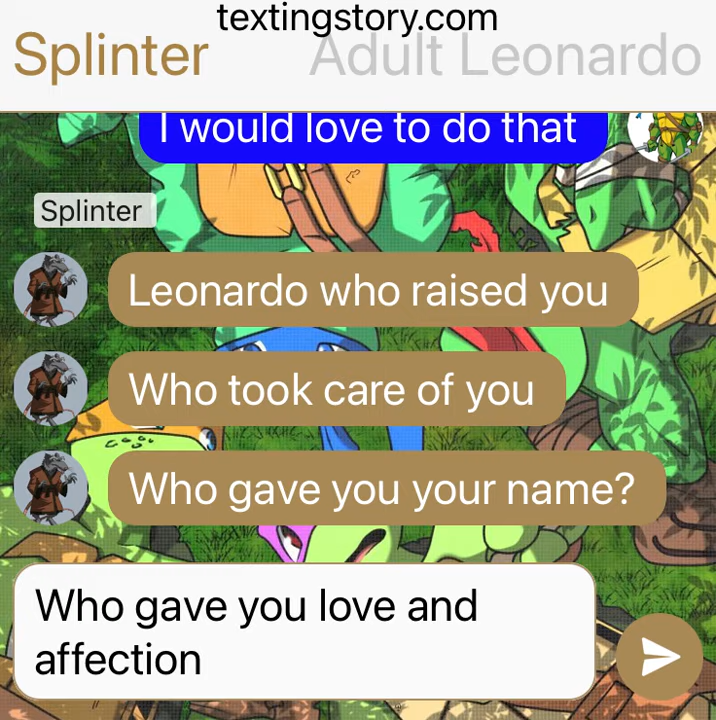 textingstory.com
Splinter
Adult Leonardo
I would love to do that
Splinter
Leonardo who raised you
Who took care of you
Who gave you your name?
Who gave you love and
affection